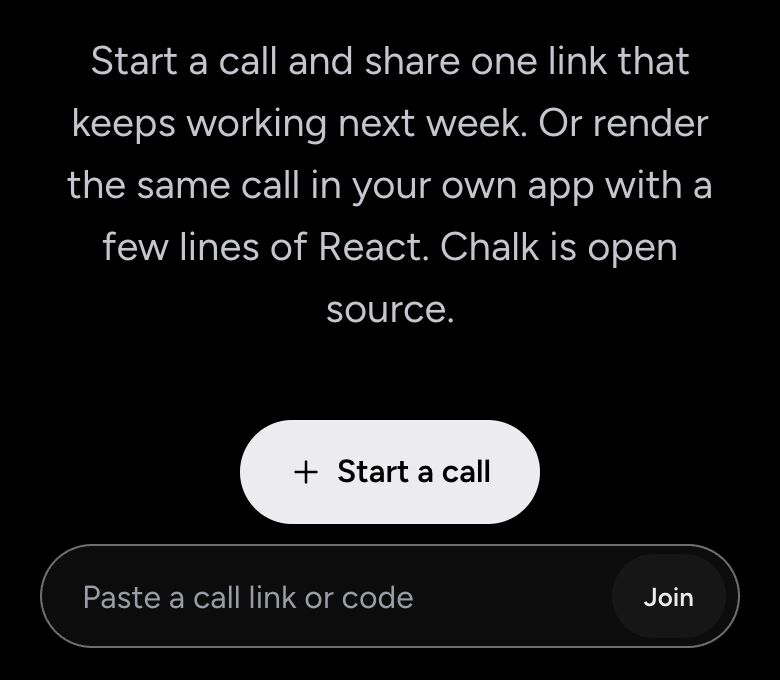 Start a call and share one link that
keeps working next week. Or render
the same call in your own app with a
few lines of React. Chalk is open
source.
Start a call
Paste a call link or code
Join